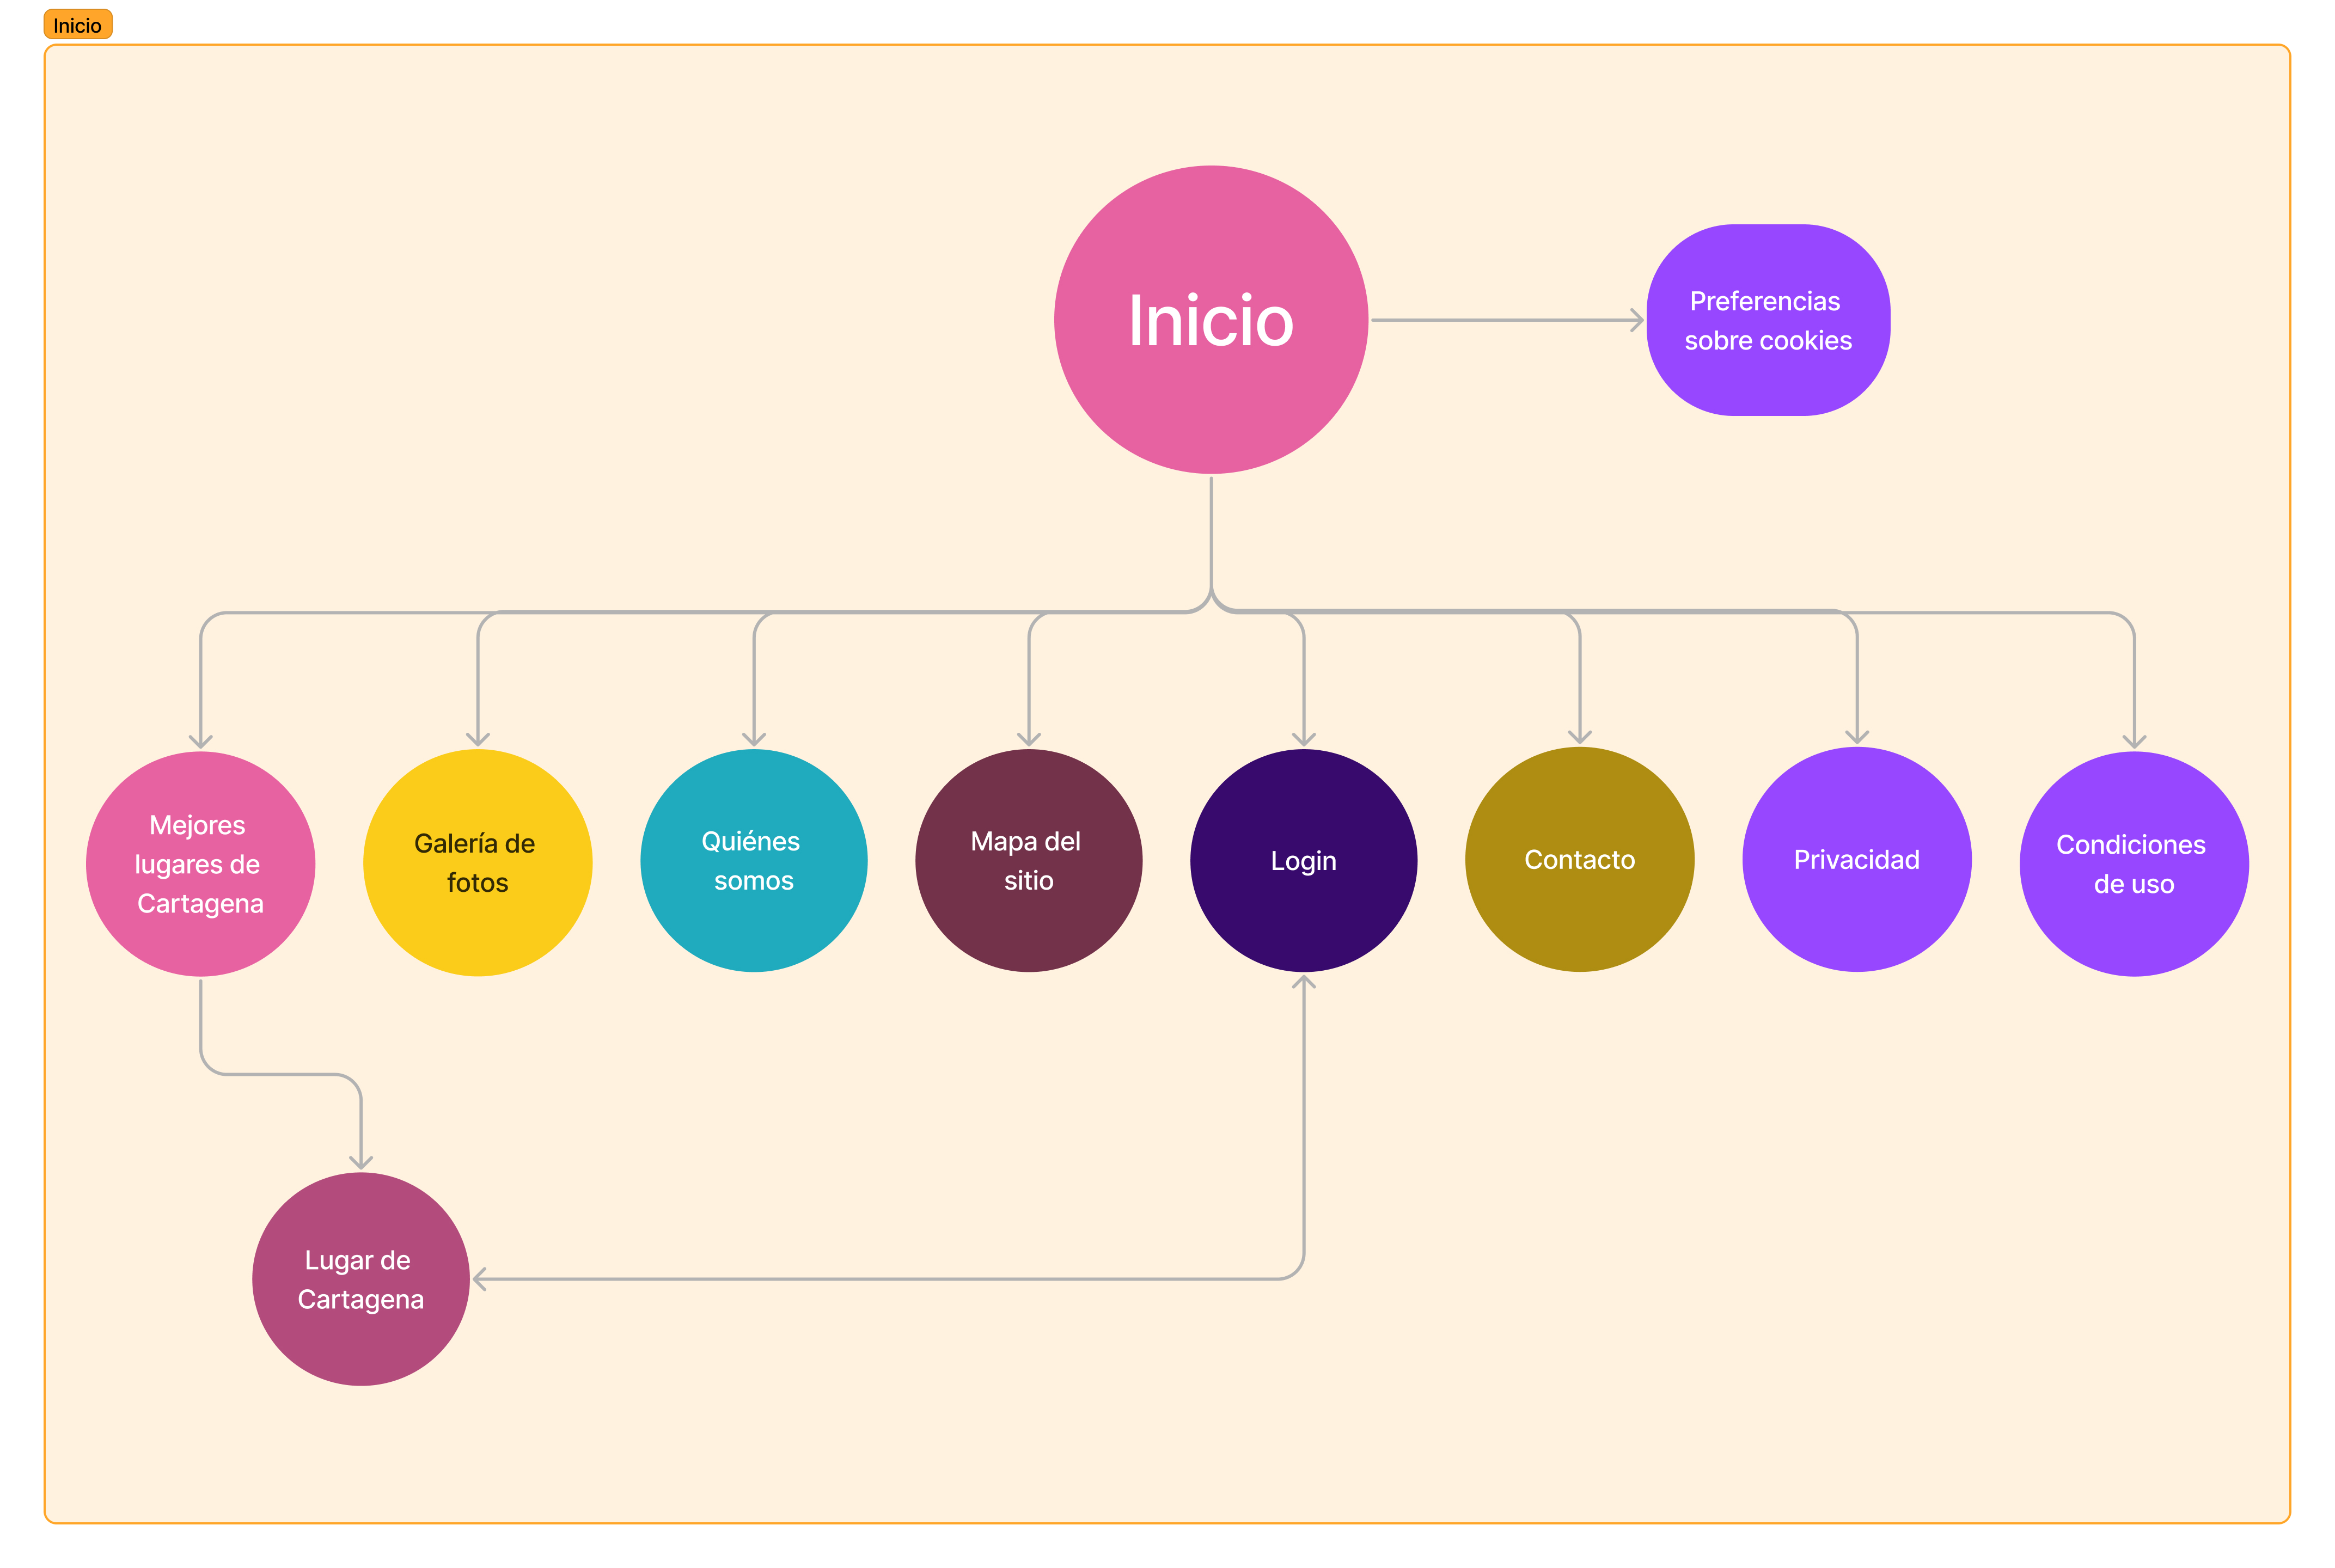 Inicio
Inicio
Preferencias
sobre cookies
Mejores
lugares de
Cartagena
Galería de
fotos
Quiénes
somos
Mapa del
sitio
Login
Contacto
Privacidad
Condiciones
de uso
Lugar de
Cartagena